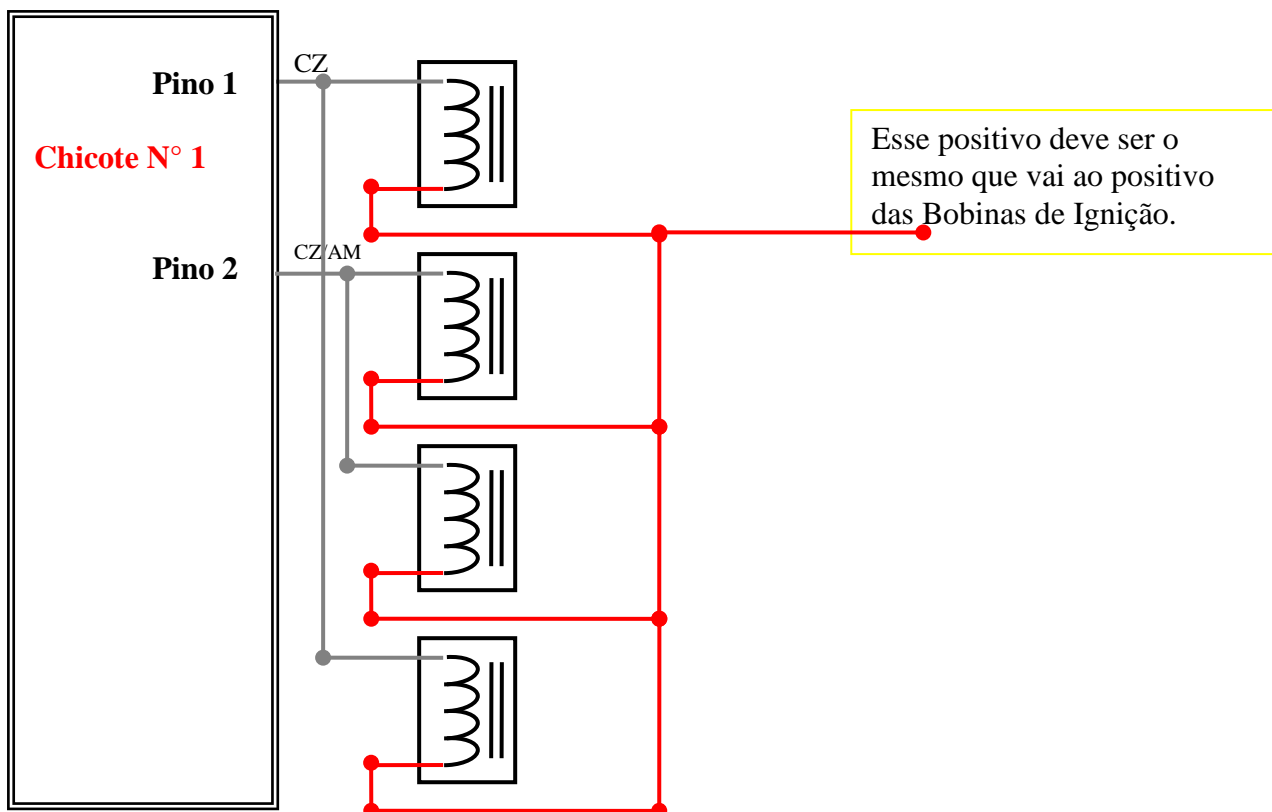 CZ
Pino 1
Chicote N° 1
Esse positivo deve ser o
mesmo que vai ao positivo
das Bobinas de Ignição.
CZ/AM
Pino 2